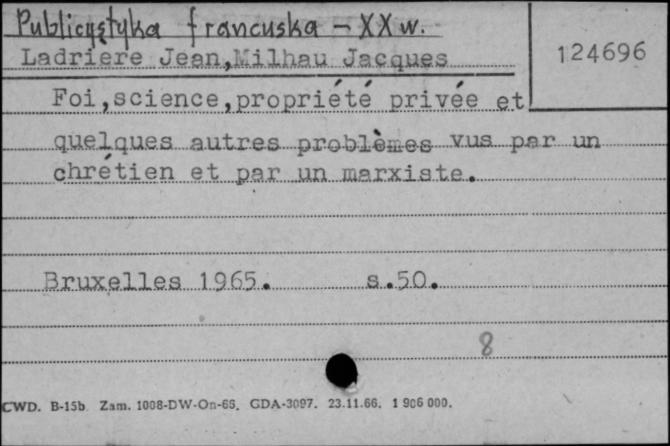 Publicystyka francuska – XX w.
Ladriere Jean,Milhau Jacques
124696
Foi,science,propriété privée et
quelques autres problèmes vus par un
chrétien et par un marxiste.
Bruxelles 1965. s.50.
8
CWD. B-15b Zam. 1008-DW-On-66. GDA-3097. 23.11.66. 1 906 000.